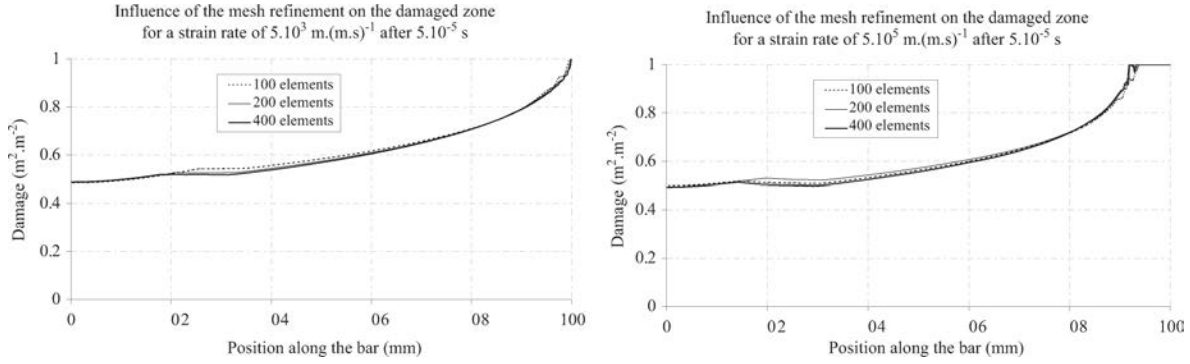 Influence of the mesh refinement on the damaged zone
for a strain rate of 5.10³ m.(m.s)⁻¹ after 5.10⁻⁵ s
1
0.8
0.6
0.4
0.2
0
100 elements
200 elements
400 elements
Damage (m².m⁻²)
0 02 04 06 08 100
Position along the bar (mm)
Influence of the mesh refinement on the damaged zone
for a strain rate of 5.10⁵ m.(m.s)⁻¹ after 5.10⁻⁵ s
1
0.8
0.6
0.4
0.2
0
100 elements
200 elements
400 elements
Damage (m².m⁻²)
0 02 04 06 08 100
Position along the bar (mm)